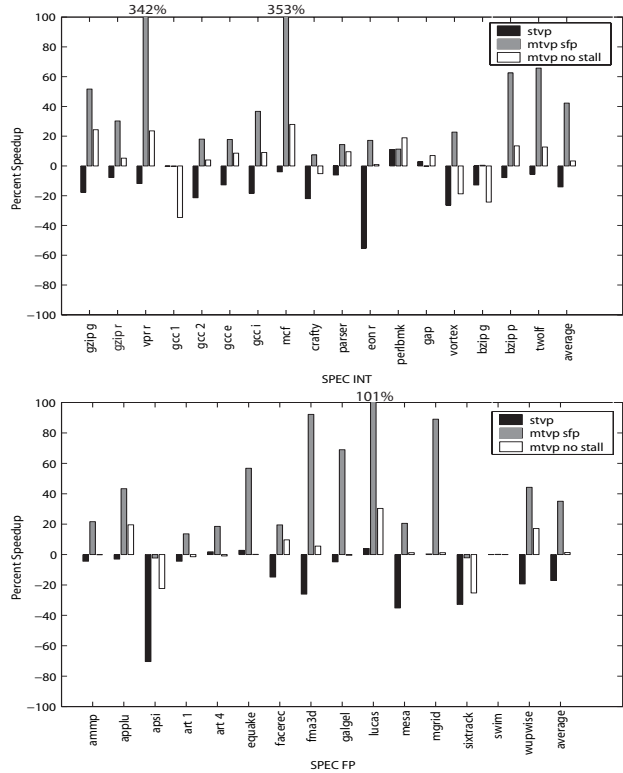 342%
353%
100
80
60
40
20
0
−20
−40
−60
−80
−100
Percent Speedup
stvp
mtvp sfp
mtvp no stall
gzip g
gzip r
vpr r
gcc 1
gcc 2
gcc e
gcc i
mcf
crafty
parser
eon r
perlbmk
gap
vortex
bzip g
bzip p
twolf
average
SPEC INT
101%
100
80
60
40
20
0
−20
−40
−60
−80
−100
Percent Speedup
stvp
mtvp sfp
mtvp no stall
ammp
applu
apsi
art 1
art 4
equake
facerec
fma3d
galgel
lucas
mesa
mgrid
sixtrack
swim
wupwise
average
SPEC FP